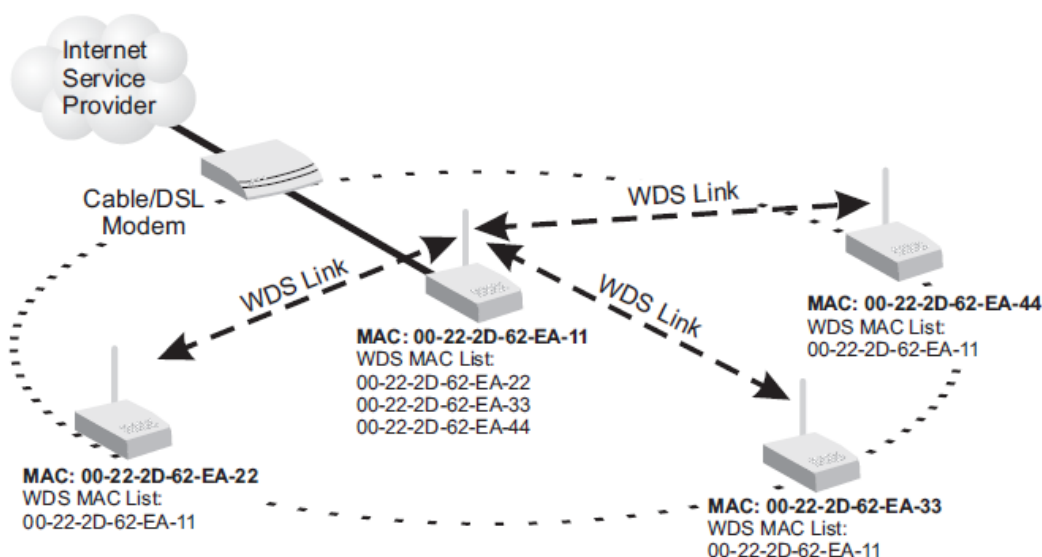 Internet
Service
Provider
Cable/DSL
Modem
WDS Link
WDS Link
WDS Link
MAC: 00-22-2D-62-EA-44
WDS MAC List:
00-22-2D-62-EA-11
MAC: 00-22-2D-62-EA-11
WDS MAC List:
00-22-2D-62-EA-22
00-22-2D-62-EA-33
00-22-2D-62-EA-44
MAC: 00-22-2D-62-EA-22
WDS MAC List:
00-22-2D-62-EA-11
MAC: 00-22-2D-62-EA-33
WDS MAC List:
00-22-2D-62-EA-11